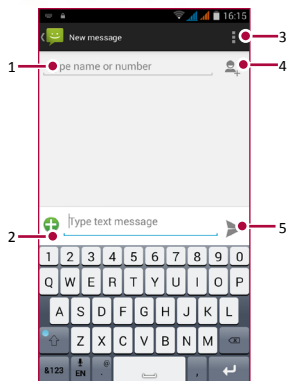 16:15
New message
3
1
pe name or number
4
Type text message
2
5
1 2 3 4 5 6 7 8 9 0
Q W E R T Y U I O P
A S D F G H J K L
Z X C V B N M
&123 EN @ . ,